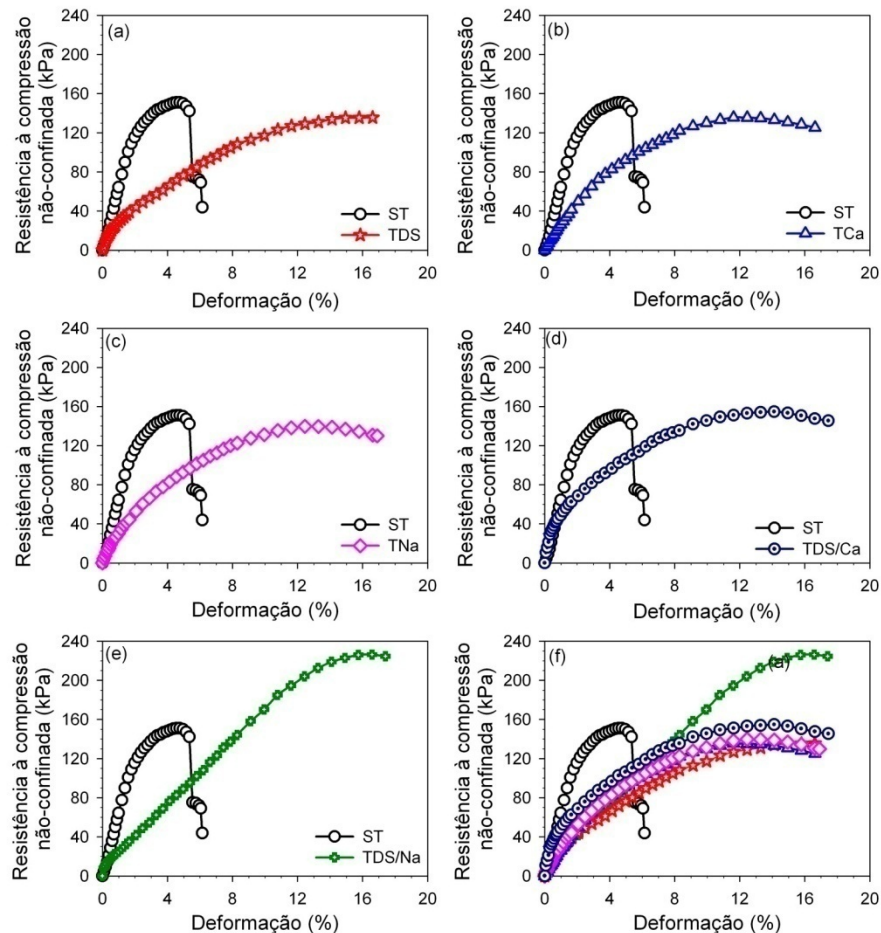 (a)
240
200
160
120
80
40
0
0 4 8 12 16 20
Resistência à compressão
não-confinada (kPa)
Deformação (%)
ST
TDS
(b)
240
200
160
120
80
40
0
0 4 8 12 16 20
Resistência à compressão
não-confinada (kPa)
Deformação (%)
ST
TCa
(c)
240
200
160
120
80
40
0
0 4 8 12 16 20
Resistência à compressão
não-confinada (kPa)
Deformação (%)
ST
TNa
(d)
240
200
160
120
80
40
0
0 4 8 12 16 20
Resistência à compressão
não-confinada (kPa)
Deformação (%)
ST
TDS/Ca
(e)
240
200
160
120
80
40
0
0 4 8 12 16 20
Resistência à compressão
não-confinada (kPa)
Deformação (%)
ST
TDS/Na
(f)
(a)
240
200
160
120
80
40
0
0 4 8 12 16 20
Resistência à compressão
não-confinada (kPa)
Deformação (%)